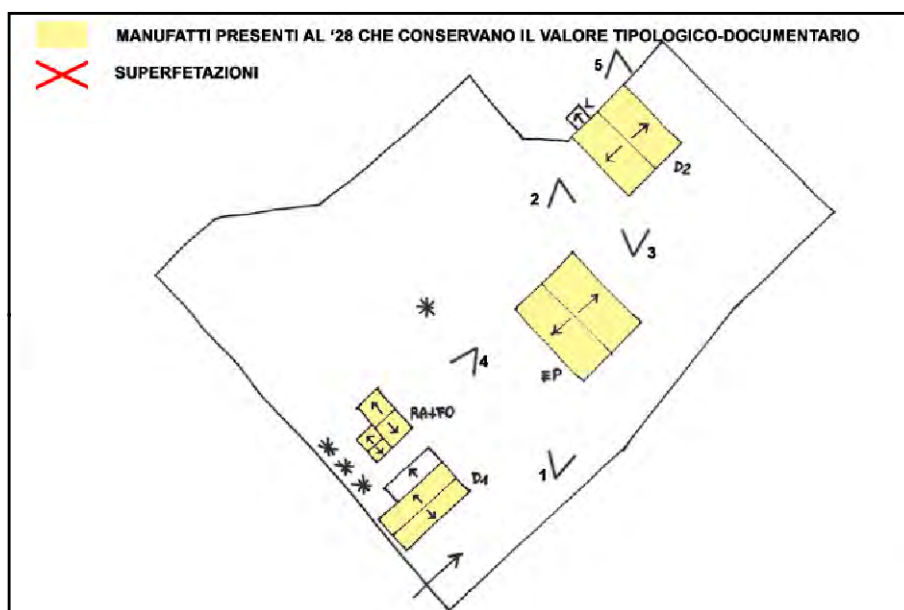 MANUFATTI PRESENTI AL '28 CHE CONSERVANO IL VALORE TIPOLOGICO-DOCUMENTARIO
SUPERFETAZIONI
5
D2
2
3
EP
4
RA+FO
D1
1